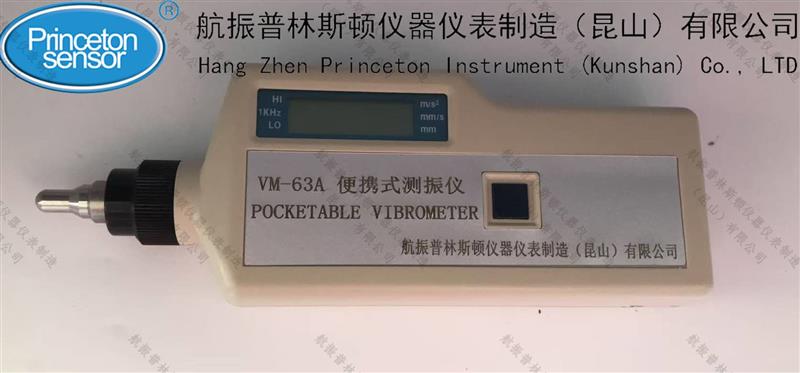 Princeton
sensor
®
航振普林斯顿仪器仪表制造（昆山）有限公司
Hang Zhen Princeton Instrument (Kunshan) Co., LTD
HI
1KHz
LO
m/s²
mm/s
mm
VM-63A 便携式测振仪
POCKETABLE VIBROMETER
航振普林斯顿仪器仪表制造（昆山）有限公司